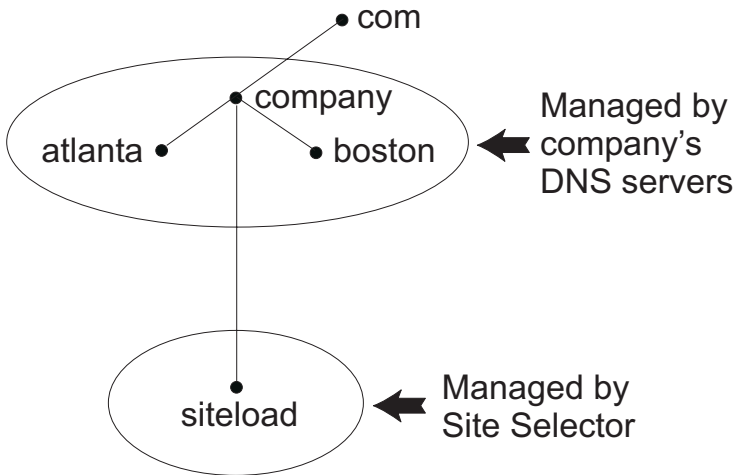 com
company
atlanta
boston
Managed by
company's
DNS servers
siteload
Managed by
Site Selector